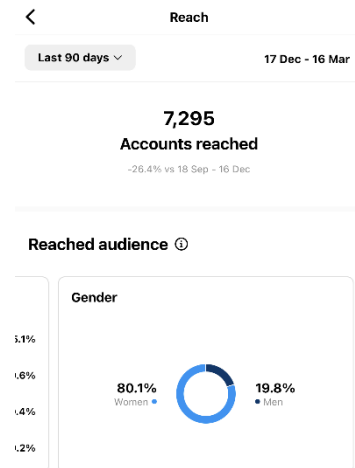 Reach
Last 90 days
17 Dec - 16 Mar
7,295
Accounts reached
-26.4% vs 18 Sep - 16 Dec
Reached audience
Gender
80.1%
Women
19.8%
Men